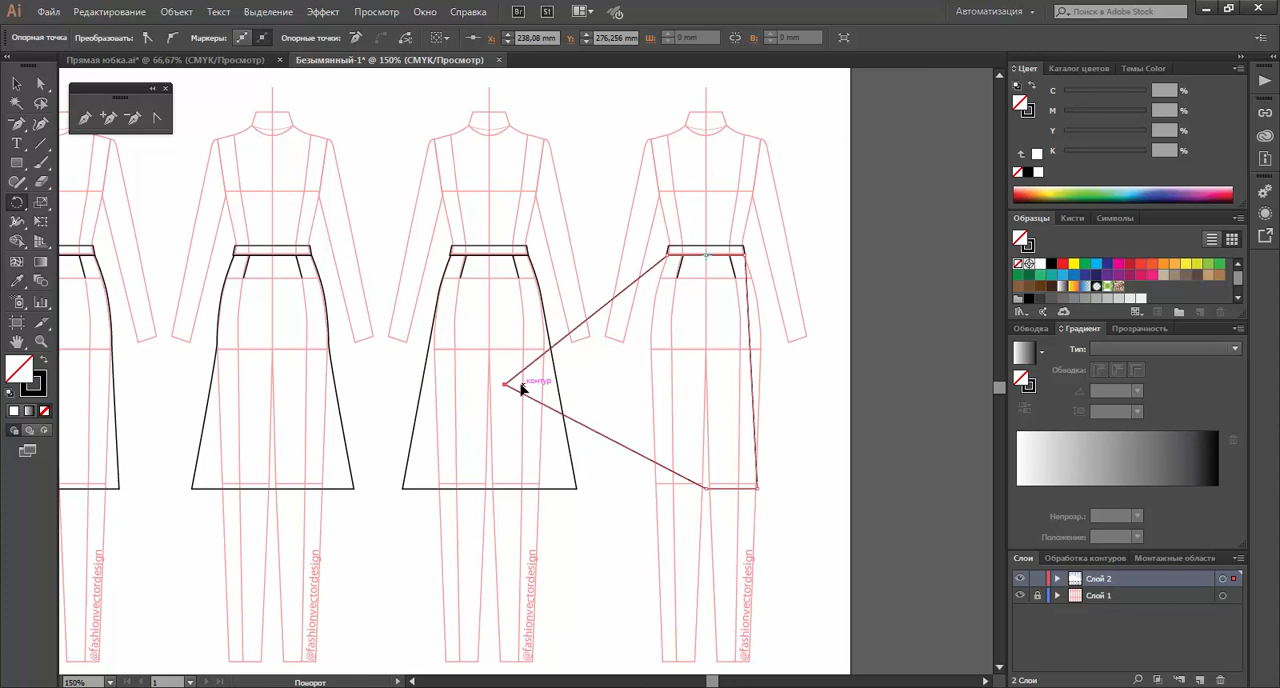 Ai Файл Редактирование Объект Текст Выделение Эффект Просмотр Окно Справка Br St Автоматизация Поиск в Adobe Stock
Опорная точка Преобразовать: Маркеры: Опорные точки: X: 238,08 mm Y: 276,256 mm Ш: 0 mm В: 0 mm
Прямая юбка.ai* @ 66,67% (CMYK/Просмотр) × Безымянный-1* @ 150% (CMYK/Просмотр) ×
Цвет Каталог цветов Темы Color
C %
M %
Y %
K %
Образцы Кисти Символы
Обводка Градиент Прозрачность
Тип:
Обводка:
контур
Непрозр.:
Положение:
@fashionvectordesign
@fashionvectordesign
@fashionvectordesign
@fashionvectordesign
Слои Обработка контуров Монтажные области
Слой 2
Слой 1
2 Слои
150% 1 Поворот